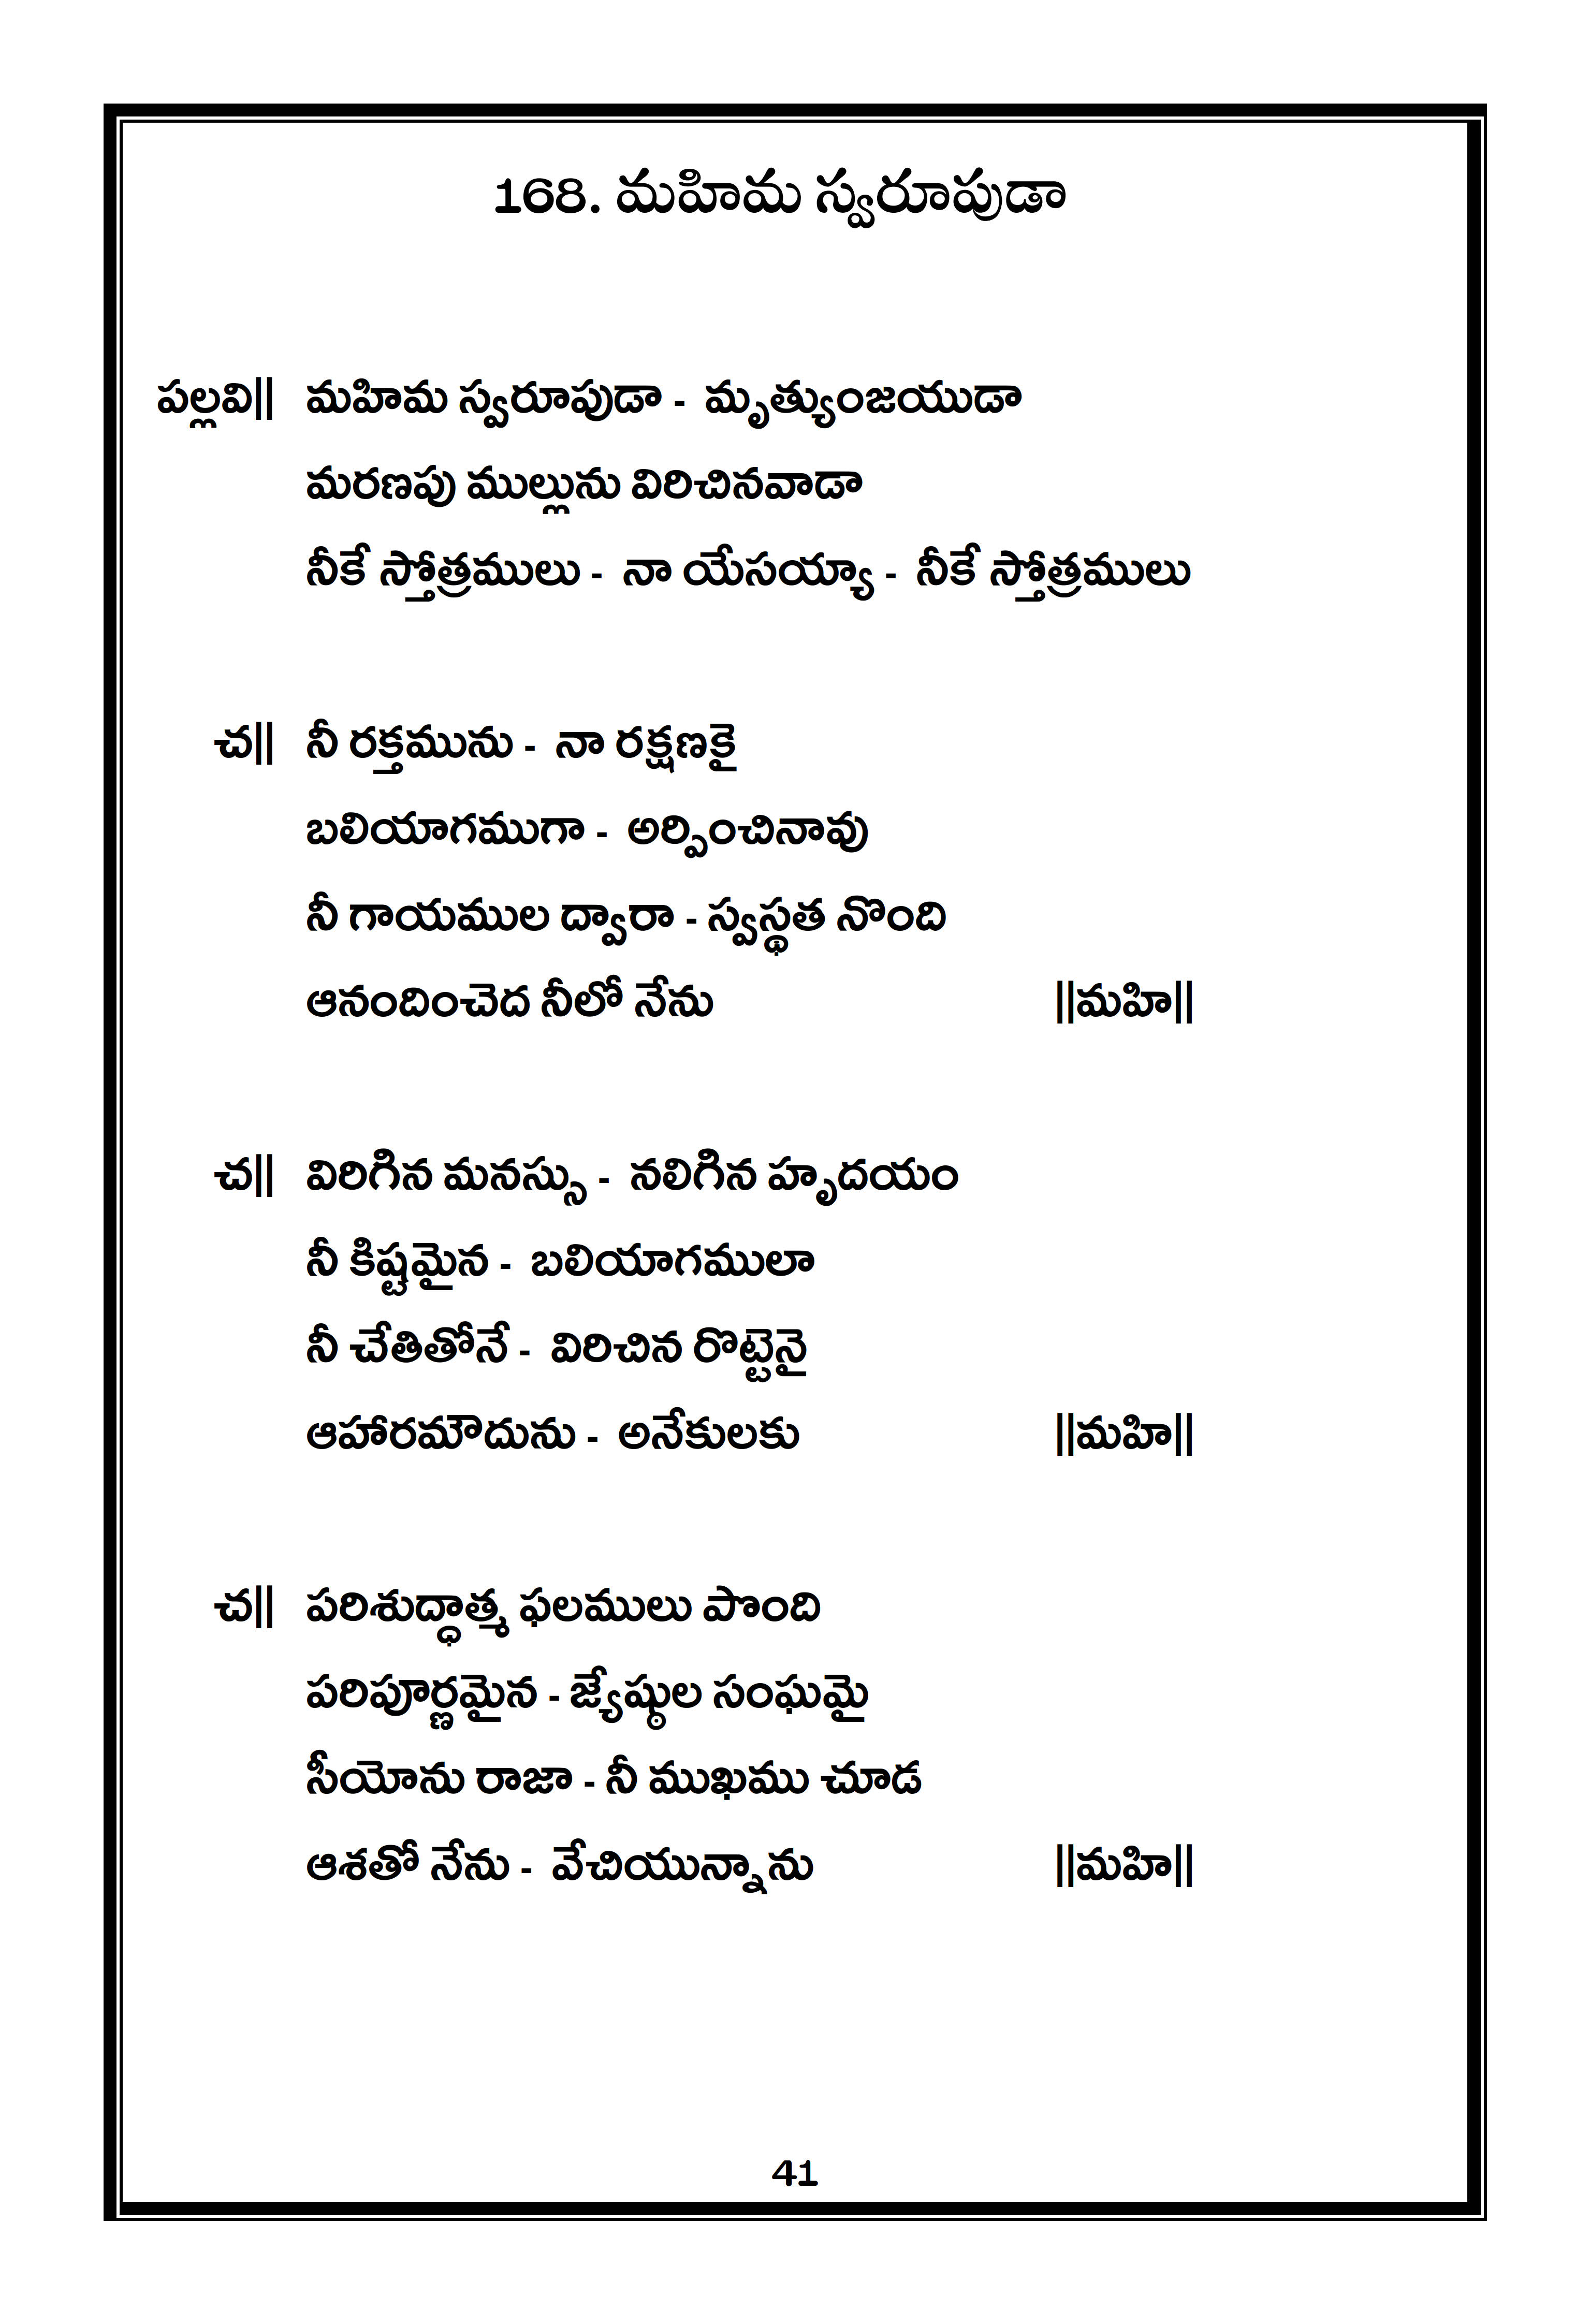 168. మహిమ స్వరూపుడా
పల్లవి|| మహిమ స్వరూపుడా - మృత్యుంజయుడా
మరణపు ముల్లును విరిచినవాడా
నీకే స్తోత్రములు - నా యేసయ్యా - నీకే స్తోత్రములు
చ|| నీ రక్తమును - నా రక్షణకై
బలియాగముగా - అర్పించినావు
నీ గాయముల ద్వారా - స్వస్థత నొంది
ఆనందించెద నీలో నేను ||మహి||
చ|| విరిగిన మనస్సు - నలిగిన హృదయం
నీ కిష్టమైన - బలియాగములా
నీ చేతితోనే - విరిచిన రొట్టెనై
ఆహారమౌదును - అనేకులకు ||మహి||
చ|| పరిశుద్ధాత్మ ఫలములు పొంది
పరిపూర్ణమైన - జ్యేష్ఠుల సంఘమై
సీయోను రాజా - నీ ముఖము చూడ
ఆశతో నేను - వేచియున్నాను ||మహి||
41